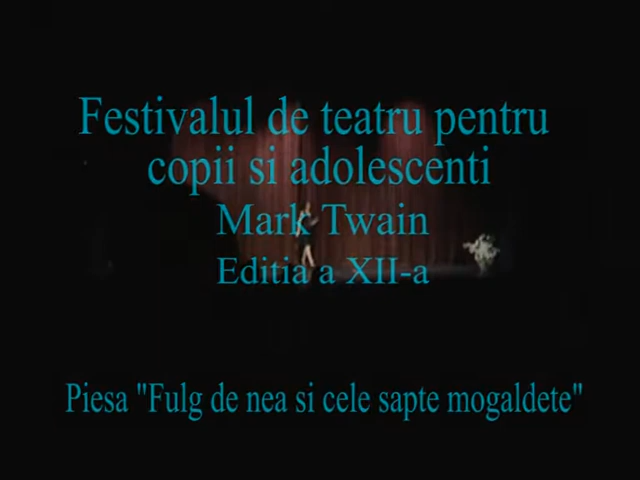 Festivalul de teatru pentru
copii si adolescenti
Mark Twain
Editia a XII-a
Piesa "Fulg de nea si cele sapte mogaldete"